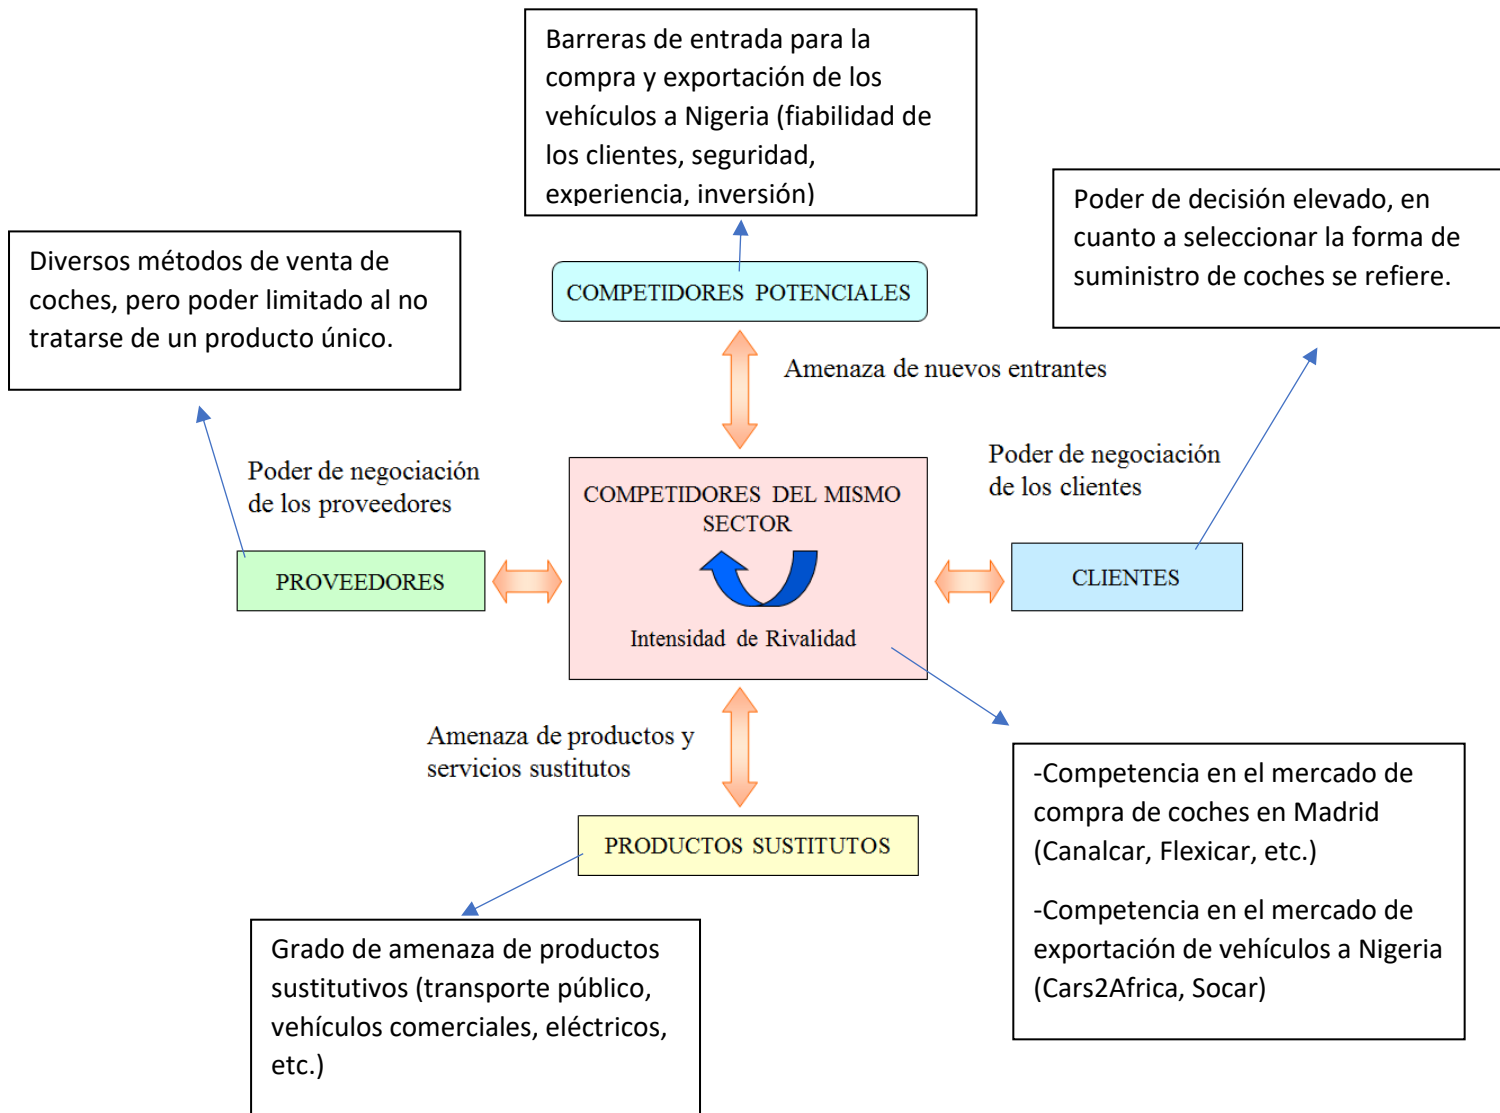 Barreras de entrada para la
compra y exportación de los
vehículos a Nigeria (fiabilidad de
los clientes, seguridad,
experiencia, inversión)
Poder de decisión elevado, en
cuanto a seleccionar la forma de
suministro de coches se refiere.
Diversos métodos de venta de
coches, pero poder limitado al no
tratarse de un producto único.
COMPETIDORES POTENCIALES
Amenaza de nuevos entrantes
Poder de negociación
de los proveedores
Poder de negociación
de los clientes
COMPETIDORES DEL MISMO
SECTOR
Intensidad de Rivalidad
PROVEEDORES
CLIENTES
Amenaza de productos y
servicios sustitutos
PRODUCTOS SUSTITUTOS
-Competencia en el mercado de
compra de coches en Madrid
(Canalcar, Flexicar, etc.)
-Competencia en el mercado de
exportación de vehículos a Nigeria
(Cars2Africa, Socar)
Grado de amenaza de productos
sustitutivos (transporte público,
vehículos comerciales, eléctricos,
etc.)